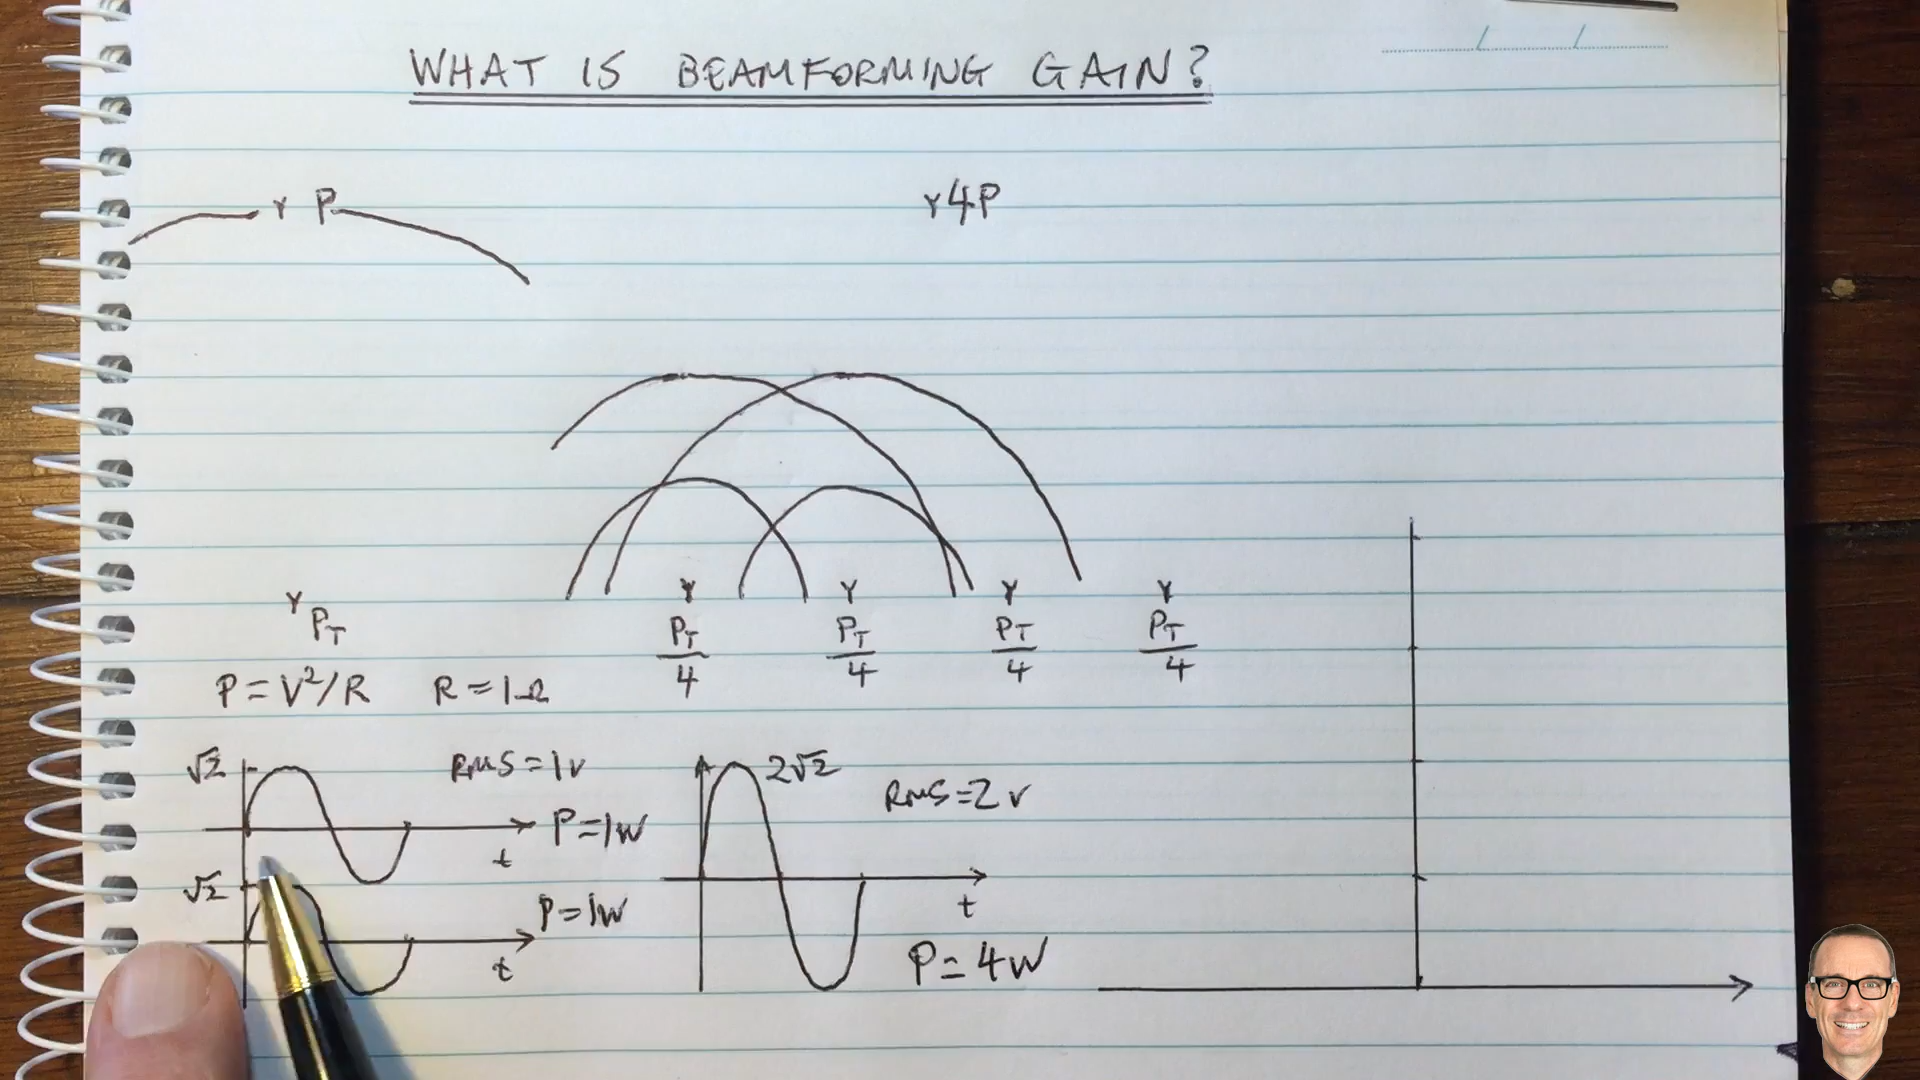 WHAT IS BEAMFORMING GAIN?
Y P
Y 4P
Y Y Y Y Y
P_T P_T/4 P_T/4 P_T/4 P_T/4
P = V²/R R = 1Ω
√2 RMS = 1V 2√2 RMS = 2V
P = 1W
t
√2 P = 1W t
t P = 4W